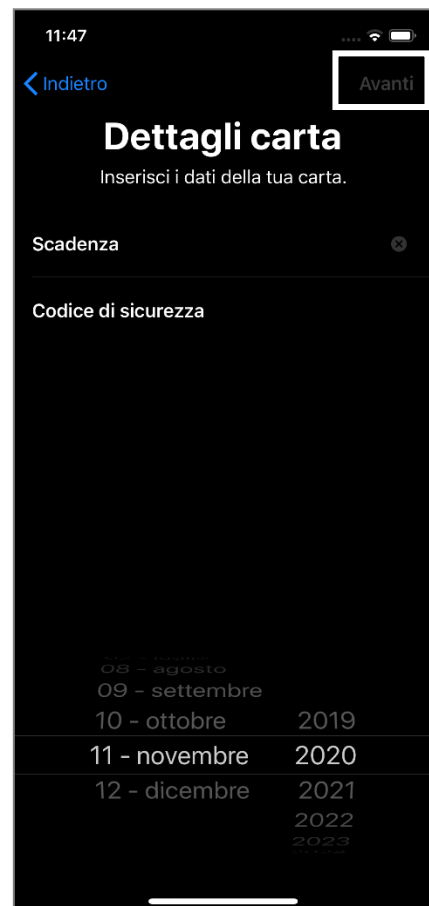 11:47
Indietro
Avanti
Dettagli carta
Inserisci i dati della tua carta.
Scadenza
Codice di sicurezza
08 - agosto
09 - settembre
10 - ottobre 2019
11 - novembre 2020
12 - dicembre 2021
2022
2023